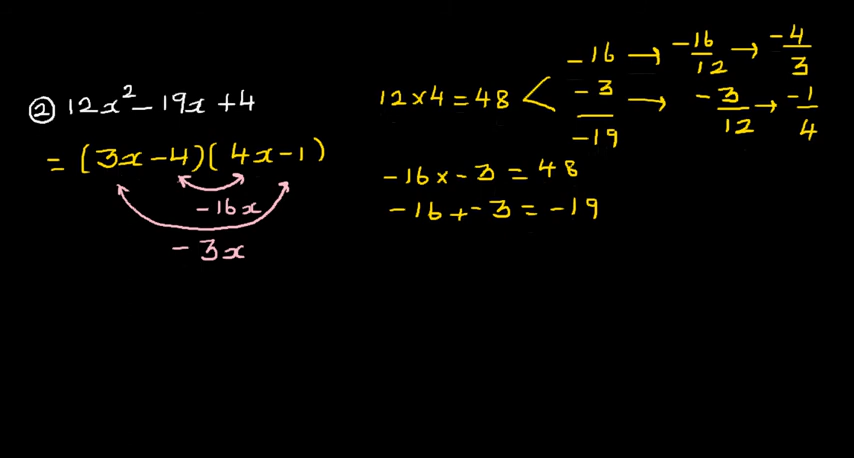 ② 12x² - 19x + 4
= (3x - 4)(4x - 1)
-16x
-3x
12 × 4 = 48 < -16 → -16/12 → -4/3
-3 → -3/12 → -1/4
-19
-16 × -3 = 48
-16 + -3 = -19